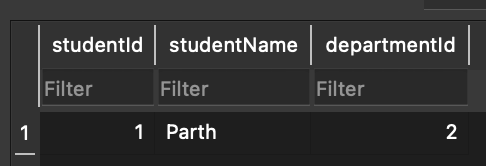 studentId studentName departmentId
Filter Filter Filter
1 1 Parth 2